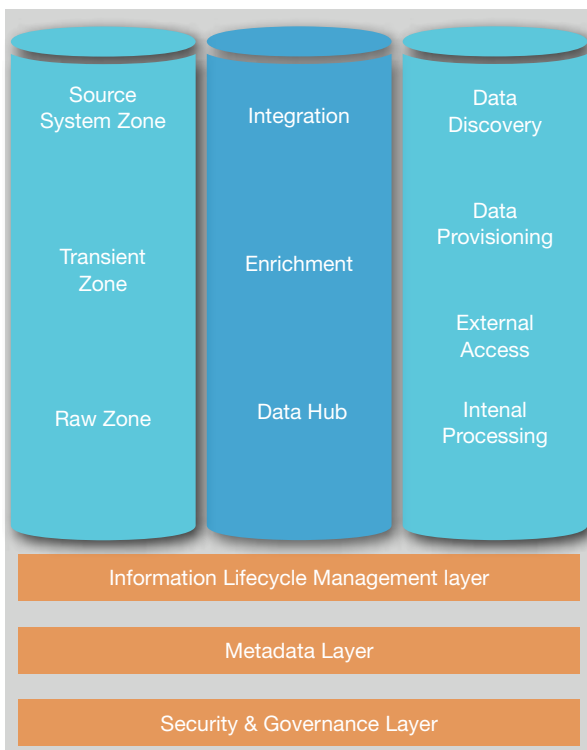 Source
System Zone
Transient
Zone
Raw Zone
Integration
Enrichment
Data Hub
Data
Discovery
Data
Provisioning
External
Access
Intenal
Processing
Information Lifecycle Management layer
Metadata Layer
Security & Governance Layer